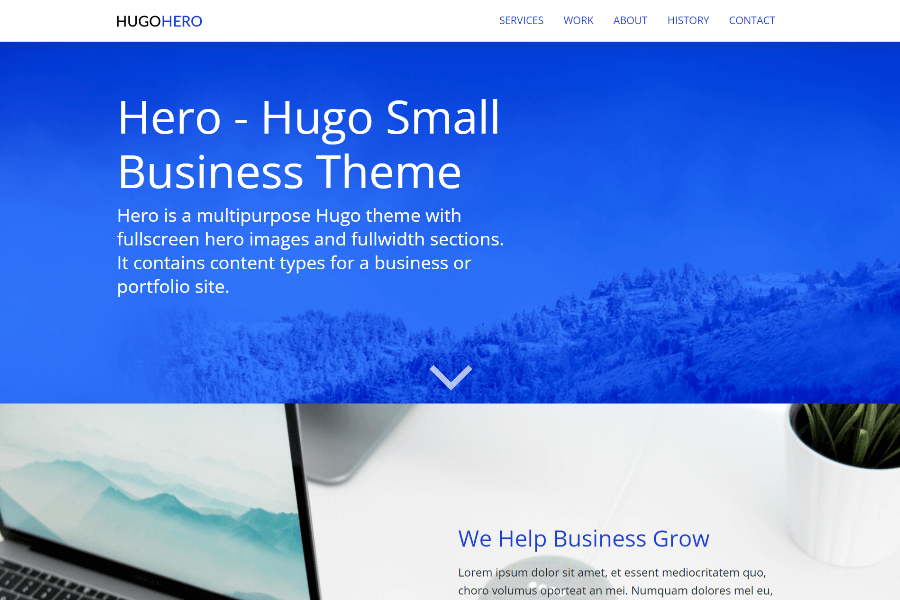 HUGOHERO
SERVICES WORK ABOUT HISTORY CONTACT
Hero - Hugo Small
Business Theme
Hero is a multipurpose Hugo theme with
fullscreen hero images and fullwidth sections.
It contains content types for a business or
portfolio site.
We Help Business Grow
Lorem ipsum dolor sit amet, et essent mediocritatem quo,
choro volumus oporteat an mei. Numquam dolores mel eu,